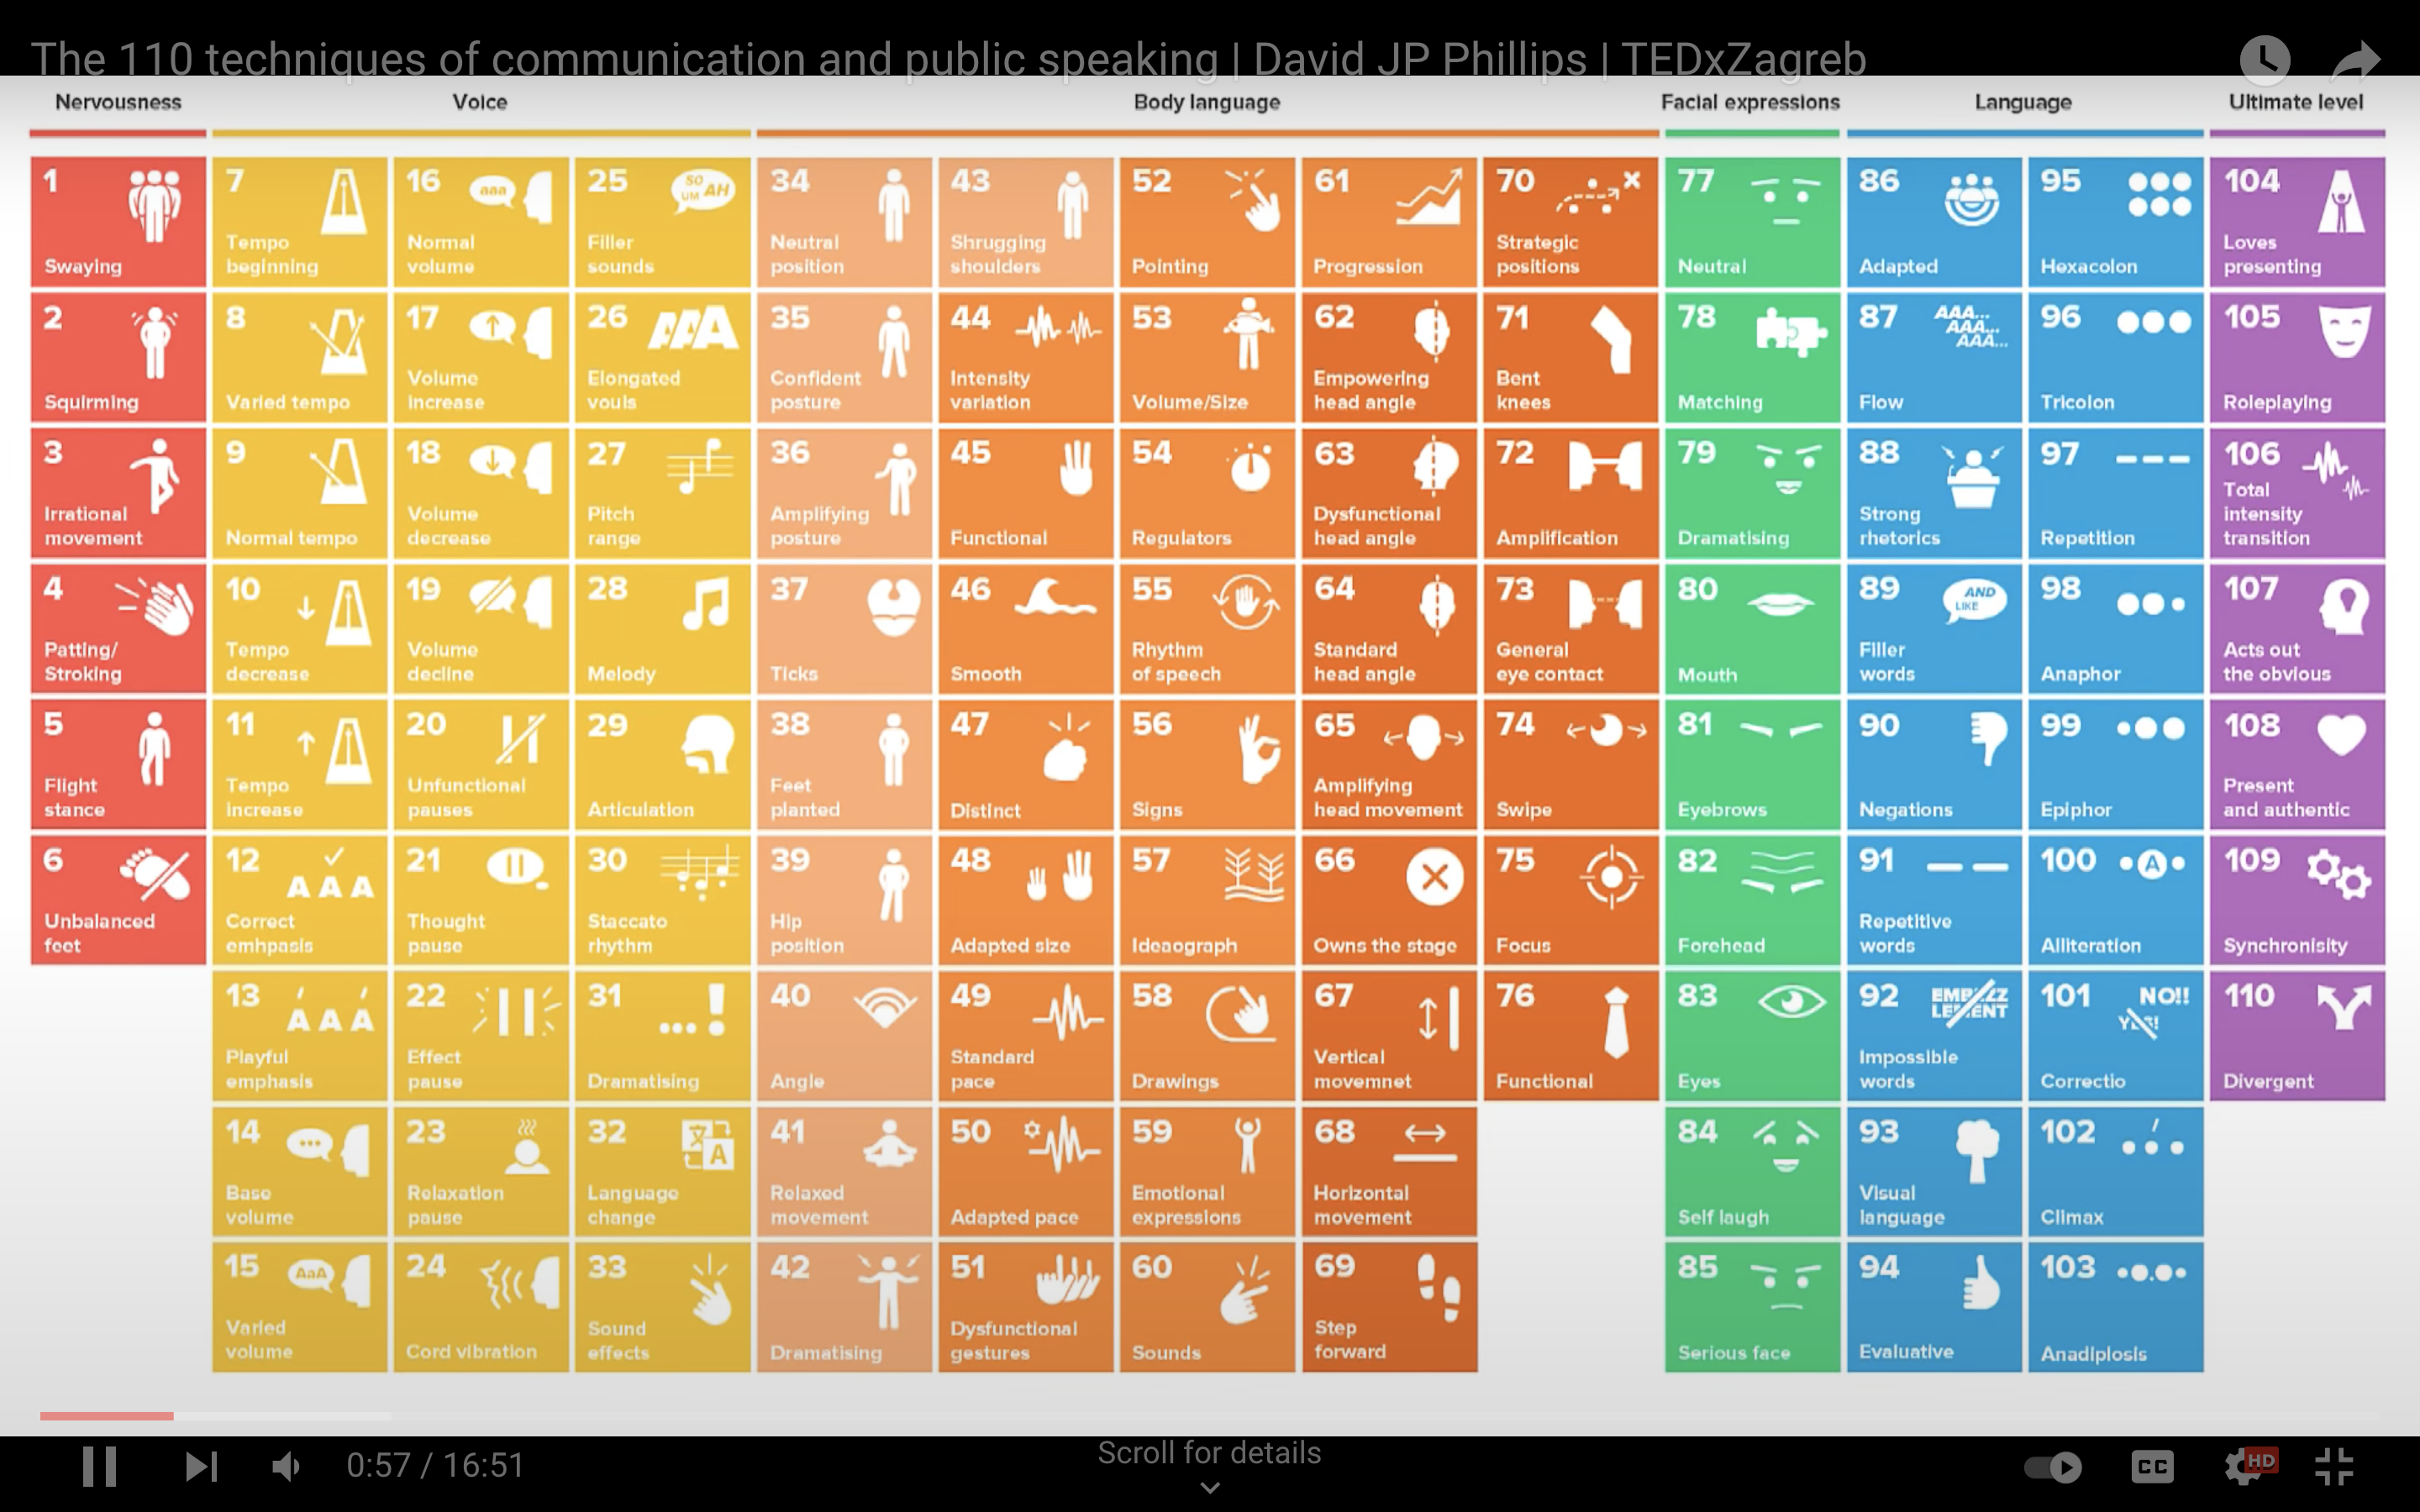 The 110 techniques of communication and public speaking | David JP Phillips | TEDxZagreb
Nervousness
Voice
Body language
Facial expressions
Language
Ultimate level
1
Swaying
2
Squirming
3
Irrational
movement
4
Patting/
Stroking
5
Flight
stance
6
Unbalanced
feet
7
Tempo
beginning
8
Varied tempo
9
Normal tempo
10
Tempo
decrease
11
Tempo
increase
12
A A A
Correct
emhpasis
13
A A A
Playful
emphasis
14
Base
volume
15
AaA
Varied
volume
16
aaa
Normal
volume
17
Volume
increase
18
Volume
decrease
19
Volume
decline
20
Unfunctional
pauses
21
Thought
pause
22
Effect
pause
23
Relaxation
pause
24
Cord vibration
25
SO
UM AH
Filler
sounds
26
AAA
Elongated
vouls
27
Pitch
range
28
Melody
29
Articulation
30
Staccato
rhythm
31
...!
Dramatising
32
文
A
Language
change
33
Sound
effects
34
Neutral
position
35
Confident
posture
36
Amplifying
posture
37
Ticks
38
Feet
planted
39
Hip
position
40
Angle
41
Relaxed
movement
42
Dramatising
43
Shrugging
shoulders
44
Intensity
variation
45
Functional
46
Smooth
47
Distinct
48
Adapted size
49
Standard
pace
50
Adapted pace
51
Dysfunctional
gestures
52
Pointing
53
Volume/Size
54
Regulators
55
Rhythm
of speech
56
Signs
57
Ideaograph
58
Drawings
59
Emotional
expressions
60
Sounds
61
Progression
62
Empowering
head angle
63
Dysfunctional
head angle
64
Standard
head angle
65
Amplifying
head movement
66
Owns the stage
67
Vertical
movemnet
68
Horizontal
movement
69
Step
forward
70
Strategic
positions
71
Bent
knees
72
Amplification
73
General
eye contact
74
Swipe
75
Focus
76
Functional
77
Neutral
78
Matching
79
Dramatising
80
Mouth
81
Eyebrows
82
Forehead
83
Eyes
84
Self laugh
85
Serious face
86
Adapted
87
AAA...
AAA...
AAA...
Flow
88
Strong
rhetorics
89
AND
LIKE
Filler
words
90
Negations
91
Repetitive
words
92
EMBEZZ
LEMENT
Impossible
words
93
Visual
language
94
Evaluative
95
Hexacolon
96
Tricolon
97
Repetition
98
Anaphor
99
Epiphor
100
A
Alliteration
101
NO!!
YES!
Correctio
102
Climax
103
Anadiplosis
104
Loves
presenting
105
Roleplaying
106
Total
intensity
transition
107
Acts out
the obvious
108
Present
and authentic
109
Synchronisity
110
Divergent
0:57 / 16:51
Scroll for details
CC
HD